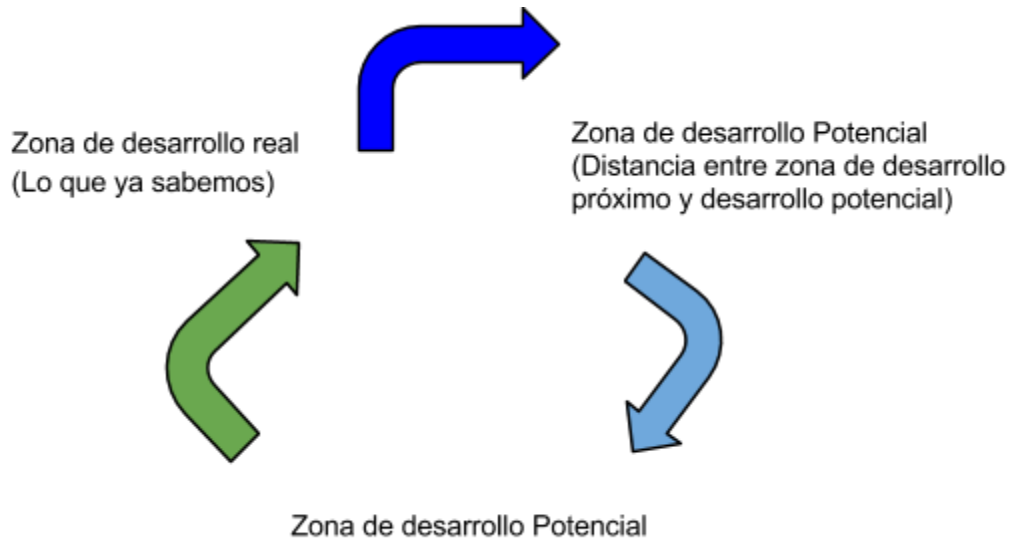 Zona de desarrollo real
(Lo que ya sabemos)
Zona de desarrollo Potencial
(Distancia entre zona de desarrollo
próximo y desarrollo potencial)
Zona de desarrollo Potencial